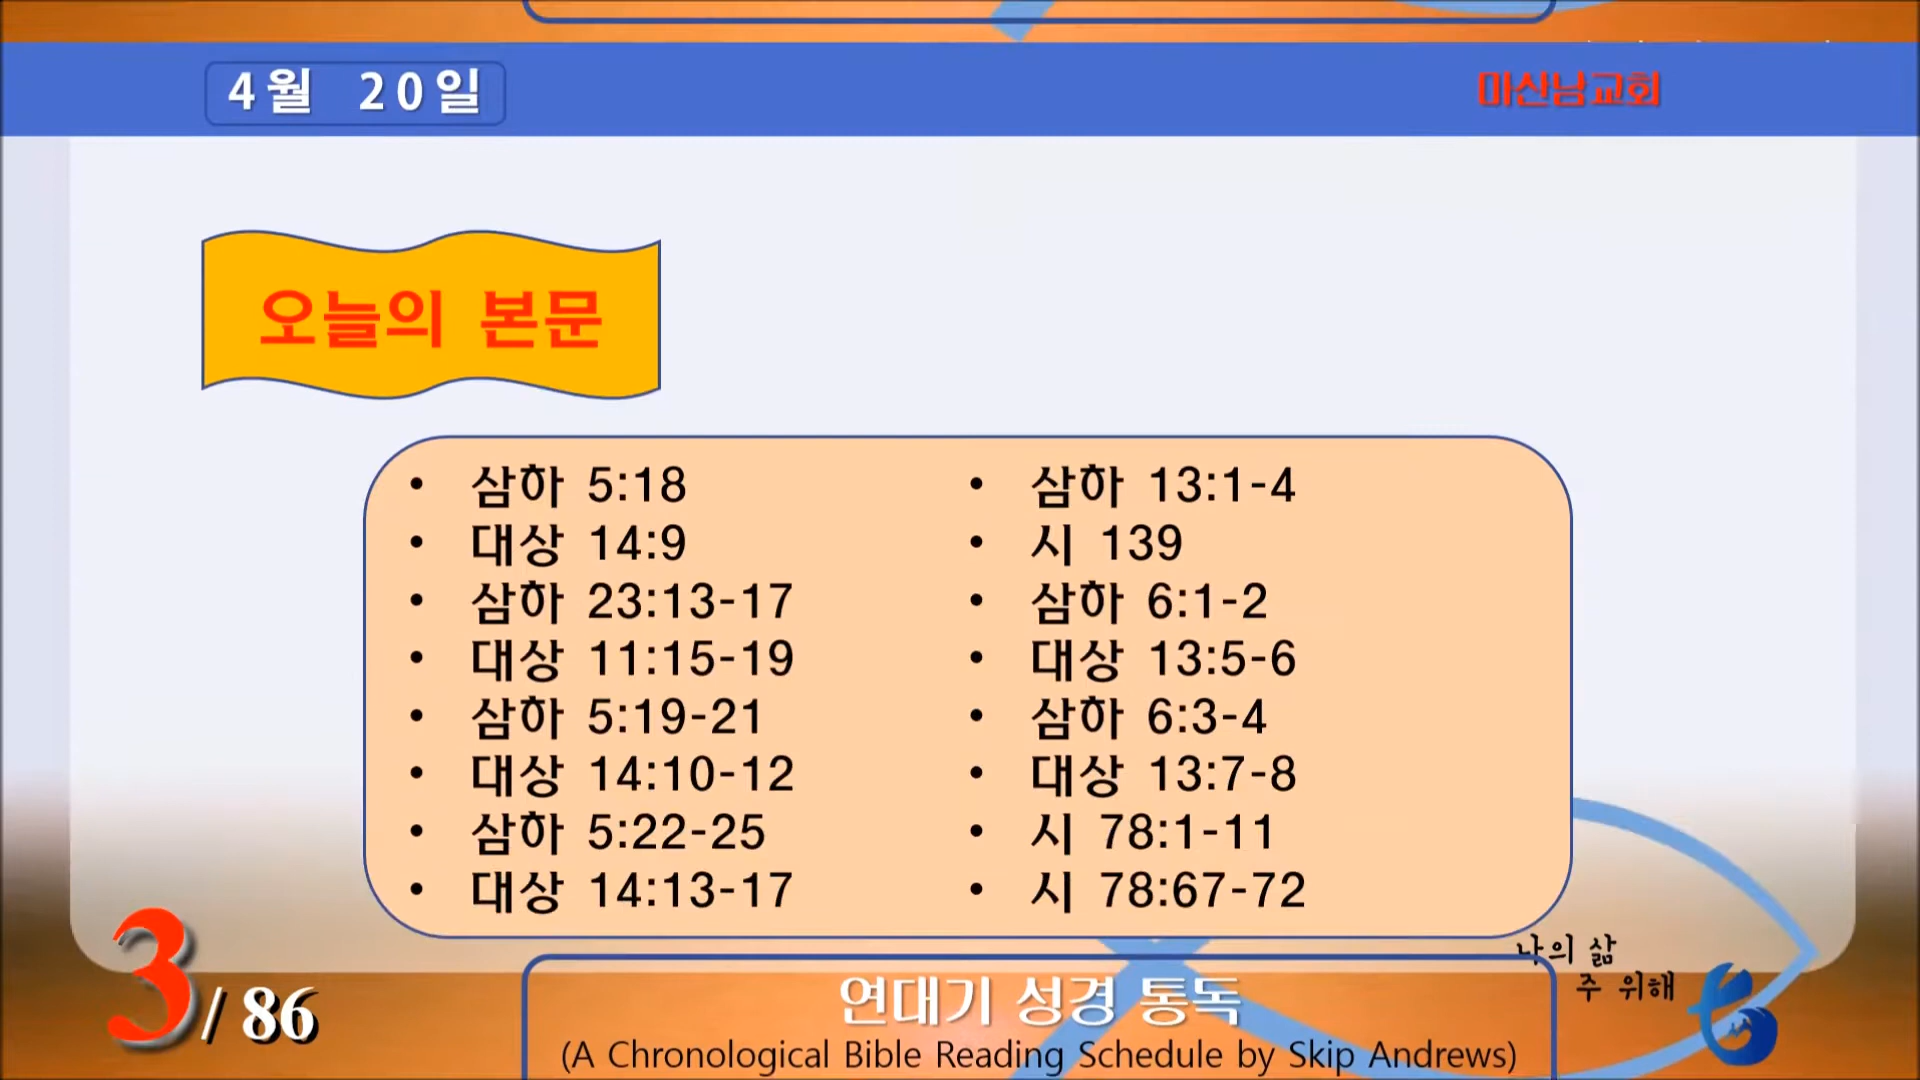 4월 20일
마산남교회
오늘의 본문
• 삼하 5:18
• 대상 14:9
• 삼하 23:13-17
• 대상 11:15-19
• 삼하 5:19-21
• 대상 14:10-12
• 삼하 5:22-25
• 대상 14:13-17
• 삼하 13:1-4
• 시 139
• 삼하 6:1-2
• 대상 13:5-6
• 삼하 6:3-4
• 대상 13:7-8
• 시 78:1-11
• 시 78:67-72
3/ 86
연대기 성경 통독
(A Chronological Bible Reading Schedule by Skip Andrews)
나의 삶
주 위해